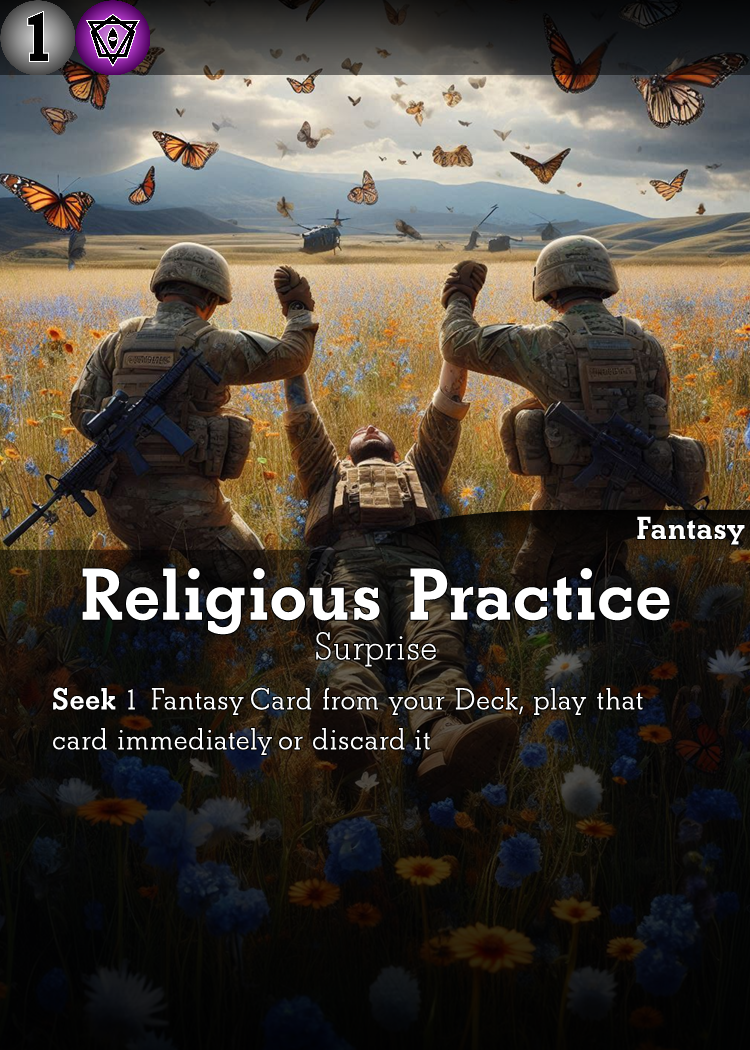 1
Fantasy
Religious Practice
Surprise
Seek 1 Fantasy Card from your Deck, play that
card immediately or discard it